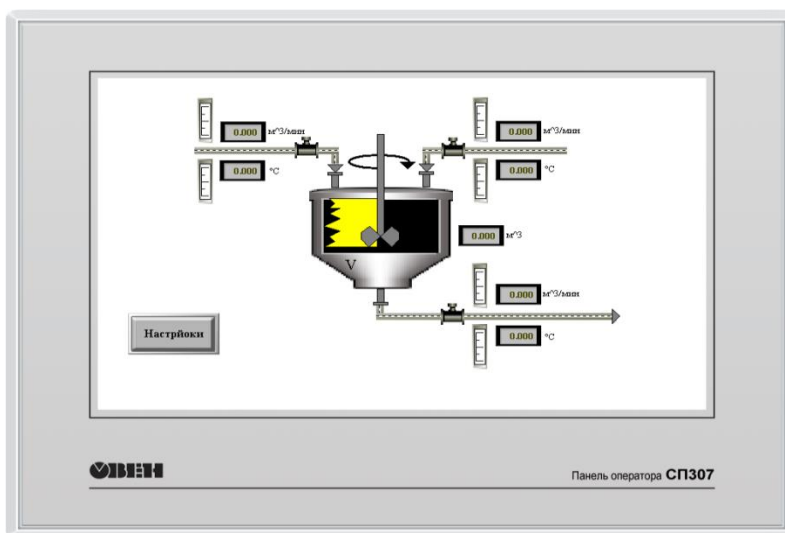 0.000 м^3/мин 0.000 м^3/мин
0.000 °C 0.000 °C
0.000 м^3
V
0.000 м^3/мин
Настрйоки 0.000 °C
ОВЕН Панель оператора СП307